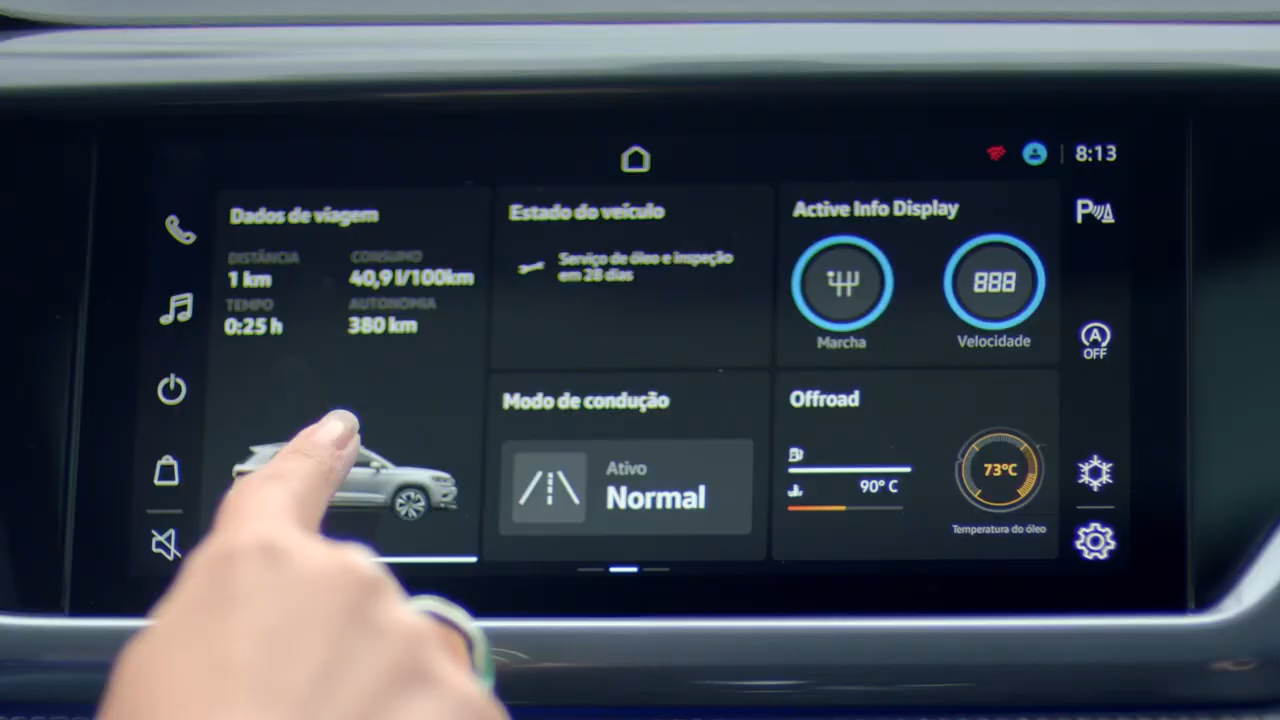 8:13
Dados de viagem
DISTÂNCIA
CONSUMO
1 km
40,9 l/100km
TEMPO
AUTONOMIA
0:25 h
380 km
Estado do veículo
Serviço de óleo e inspeção
em 28 dias
Active Info Display
888
Marcha
Velocidade
P
A
OFF
Modo de condução
Ativo
Normal
Offroad
90° C
73°C
Temperatura do óleo